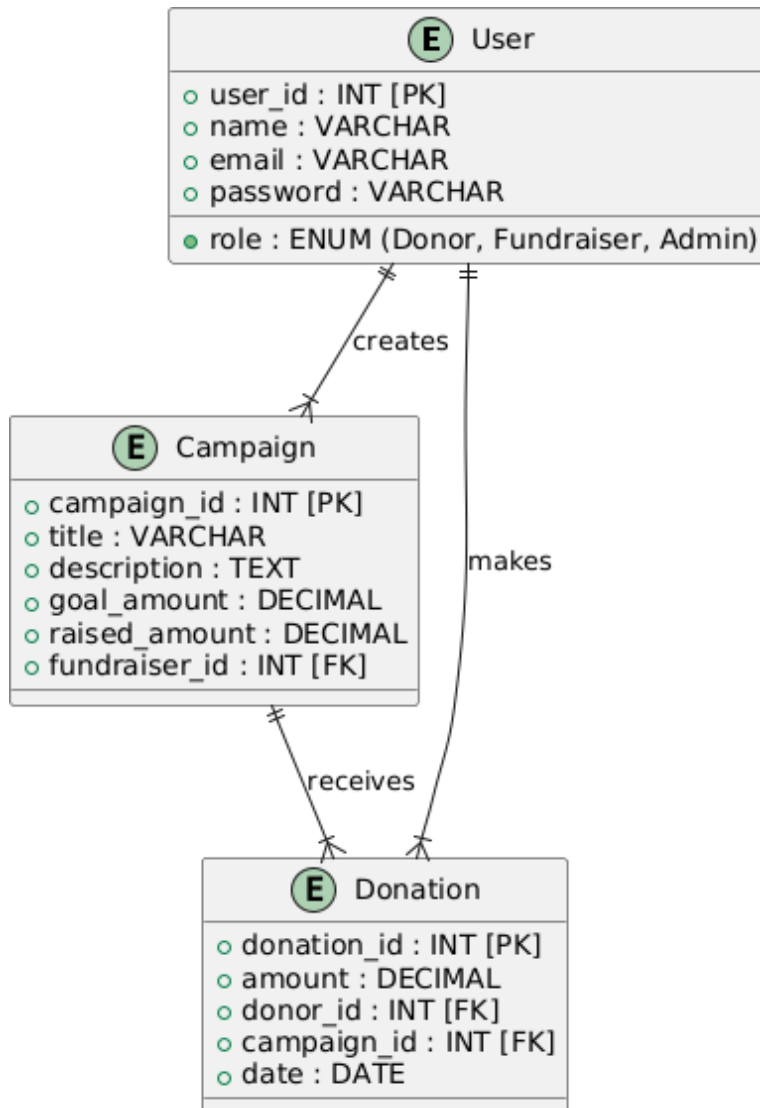 E User
user_id : INT [PK]
name : VARCHAR
email : VARCHAR
password : VARCHAR
role : ENUM (Donor, Fundraiser, Admin)
creates
E Campaign
campaign_id : INT [PK]
title : VARCHAR
description : TEXT
goal_amount : DECIMAL
raised_amount : DECIMAL
fundraiser_id : INT [FK]
makes
receives
E Donation
donation_id : INT [PK]
amount : DECIMAL
donor_id : INT [FK]
campaign_id : INT [FK]
date : DATE